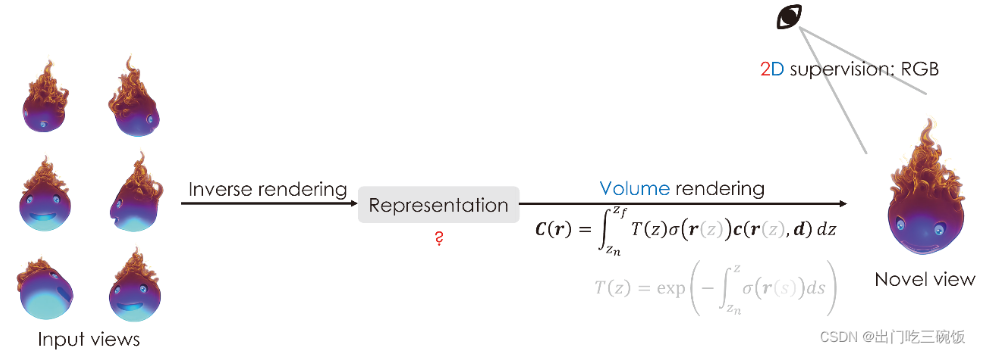 2D supervision: RGB
Inverse rendering
Representation
?
Volume rendering
C(r) = ∫_{z_n}^{z_f} T(z)σ(r(z))c(r(z), d) dz
T(z) = exp(−∫_{z_n}^{z} σ(r(s))ds)
Novel view
Input views
CSDN @出门吃三碗饭